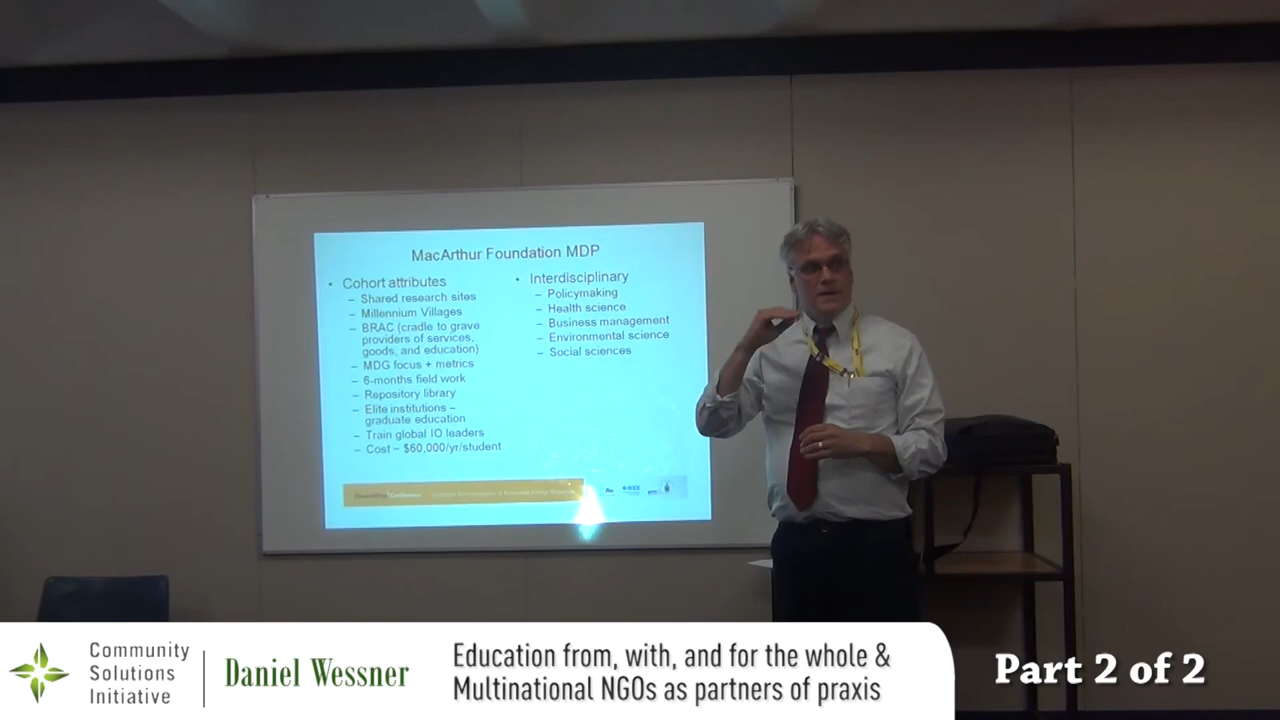 MacArthur Foundation MDP
• Cohort attributes
– Shared research sites
– Millennium Villages
– BRAC (cradle to grave
providers of services,
goods, and education)
– MDG focus + metrics
– 6-months field work
– Repository library
– Elite institutions –
graduate education
– Train global IO leaders
– Cost ~ $60,000/yr/student
• Interdisciplinary
– Policymaking
– Health science
– Business management
– Environmental science
– Social sciences
Community
Solutions
Initiative
Daniel Wessner
Education from, with, and for the whole &
Multinational NGOs as partners of praxis
Part 2 of 2